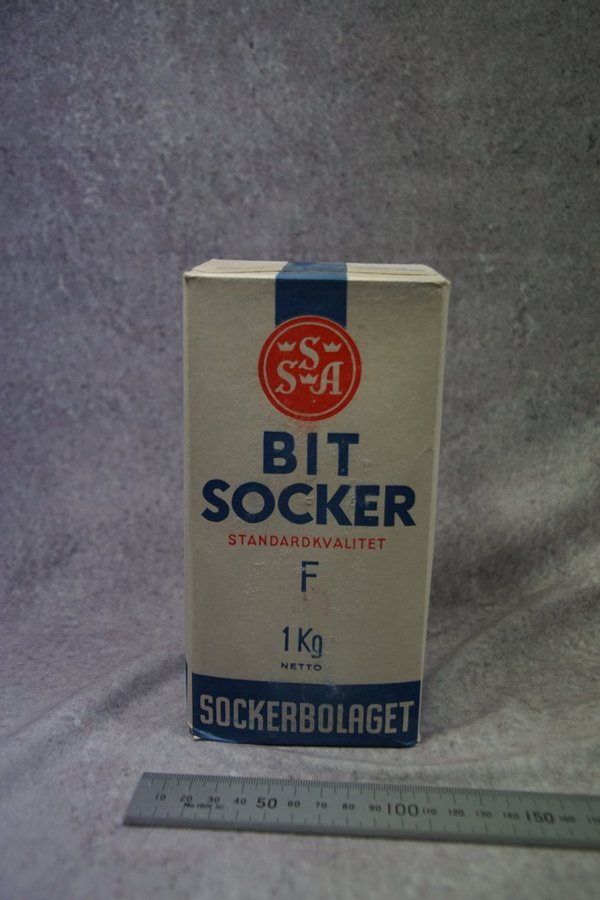 S
S A
BIT
SOCKER
STANDARDKVALITET
F
1 Kg
NETTO
SOCKERBOLAGET
10 20 30 40 50 60 70 80 90 100 110 120 130 140 150 160